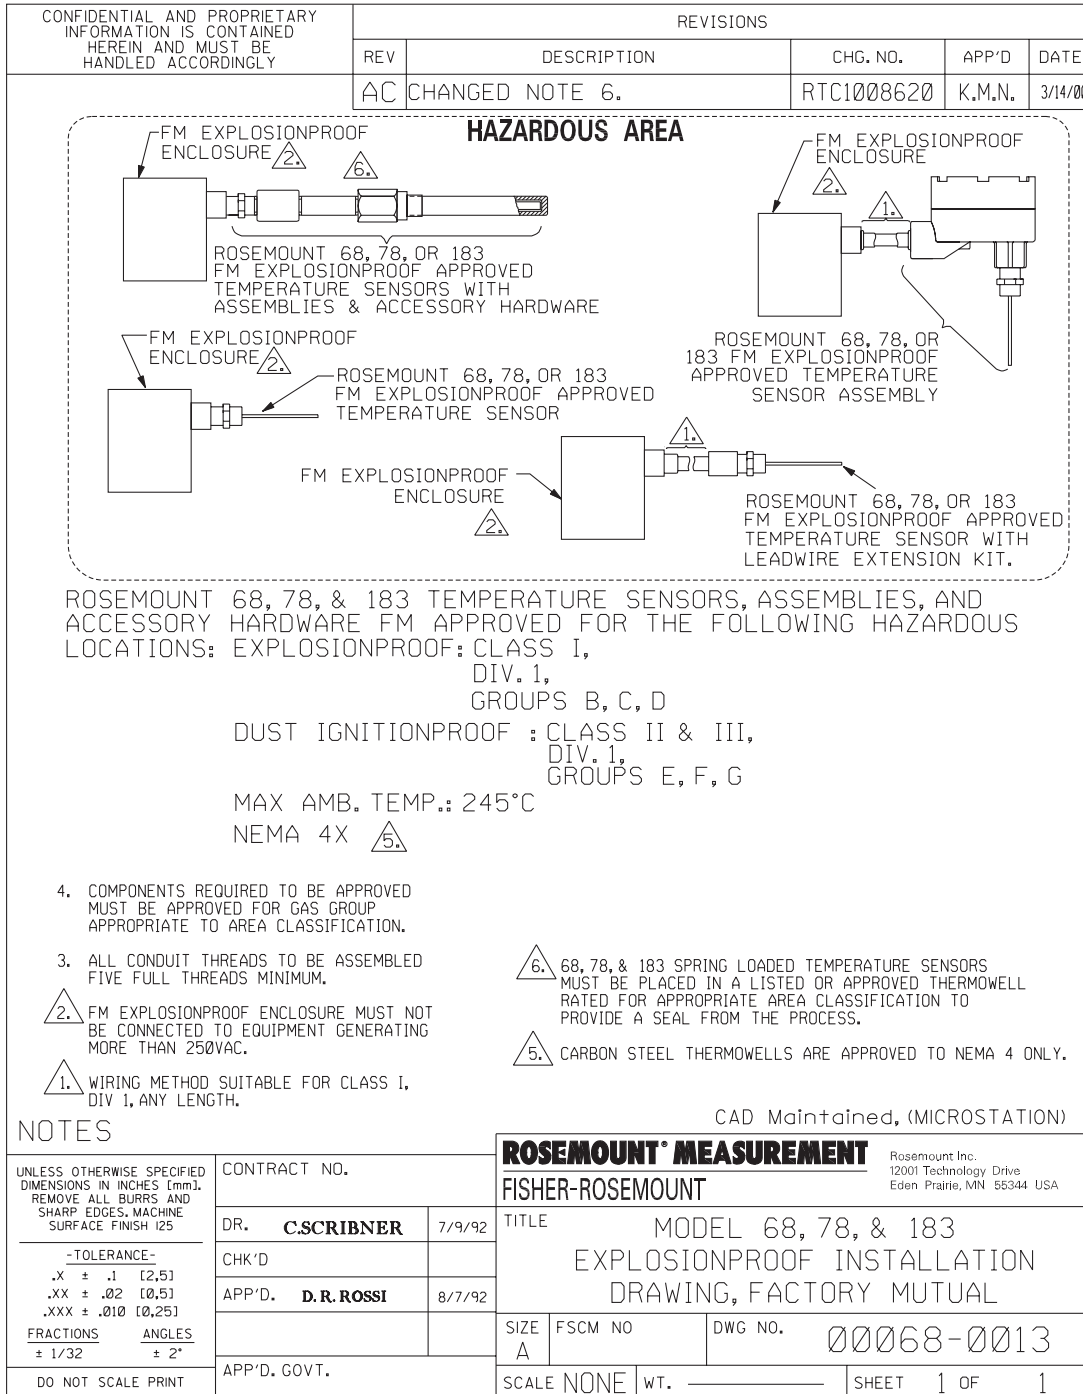 CONFIDENTIAL AND PROPRIETARY
INFORMATION IS CONTAINED
HEREIN AND MUST BE
HANDLED ACCORDINGLY
REVISIONS
REV DESCRIPTION CHG. NO. APP'D DATE
AC CHANGED NOTE 6. RTC1008620 K.M.N. 3/14/00
HAZARDOUS AREA
FM EXPLOSIONPROOF
ENCLOSURE 2.
6.
ROSEMOUNT 68, 78, OR 183
FM EXPLOSIONPROOF APPROVED
TEMPERATURE SENSORS WITH
ASSEMBLIES & ACCESSORY HARDWARE
FM EXPLOSIONPROOF
ENCLOSURE
2.
1.
ROSEMOUNT 68, 78, OR
183 FM EXPLOSIONPROOF
APPROVED TEMPERATURE
SENSOR ASSEMBLY
FM EXPLOSIONPROOF
ENCLOSURE 2.
ROSEMOUNT 68, 78, OR 183
FM EXPLOSIONPROOF APPROVED
TEMPERATURE SENSOR
1.
FM EXPLOSIONPROOF
ENCLOSURE
2.
ROSEMOUNT 68, 78, OR 183
FM EXPLOSIONPROOF APPROVED
TEMPERATURE SENSOR WITH
LEADWIRE EXTENSION KIT.
ROSEMOUNT 68, 78, & 183 TEMPERATURE SENSORS, ASSEMBLIES, AND
ACCESSORY HARDWARE FM APPROVED FOR THE FOLLOWING HAZARDOUS
LOCATIONS: EXPLOSIONPROOF: CLASS I,
DIV. 1,
GROUPS B, C, D
DUST IGNITIONPROOF : CLASS II & III,
DIV. 1,
GROUPS E, F, G
MAX AMB. TEMP.: 245°C
NEMA 4X 5.
4. COMPONENTS REQUIRED TO BE APPROVED
MUST BE APPROVED FOR GAS GROUP
APPROPRIATE TO AREA CLASSIFICATION.
3. ALL CONDUIT THREADS TO BE ASSEMBLED
FIVE FULL THREADS MINIMUM.
2. FM EXPLOSIONPROOF ENCLOSURE MUST NOT
BE CONNECTED TO EQUIPMENT GENERATING
MORE THAN 250VAC.
1. WIRING METHOD SUITABLE FOR CLASS I,
DIV 1, ANY LENGTH.
NOTES
6. 68, 78, & 183 SPRING LOADED TEMPERATURE SENSORS
MUST BE PLACED IN A LISTED OR APPROVED THERMOWELL
RATED FOR APPROPRIATE AREA CLASSIFICATION TO
PROVIDE A SEAL FROM THE PROCESS.
5. CARBON STEEL THERMOWELLS ARE APPROVED TO NEMA 4 ONLY.
CAD Maintained, (MICROSTATION)
UNLESS OTHERWISE SPECIFIED
DIMENSIONS IN INCHES [mm].
REMOVE ALL BURRS AND
SHARP EDGES. MACHINE
SURFACE FINISH 125
-TOLERANCE-
.X ± .1 [2,5]
.XX ± .02 [0,5]
.XXX ± .010 [0,25]
FRACTIONS ANGLES
± 1/32 ± 2°
DO NOT SCALE PRINT
CONTRACT NO.
DR. C.SCRIBNER 7/9/92
CHK'D
APP'D. D. R. ROSSI 8/7/92
APP'D. GOVT.
ROSEMOUNT® MEASUREMENT
FISHER-ROSEMOUNT
Rosemount Inc.
12001 Technology Drive
Eden Prairie, MN 55344 USA
TITLE MODEL 68, 78, & 183
EXPLOSIONPROOF INSTALLATION
DRAWING, FACTORY MUTUAL
SIZE A FSCM NO DWG NO. 00068-0013
SCALE NONE WT. SHEET 1 OF 1